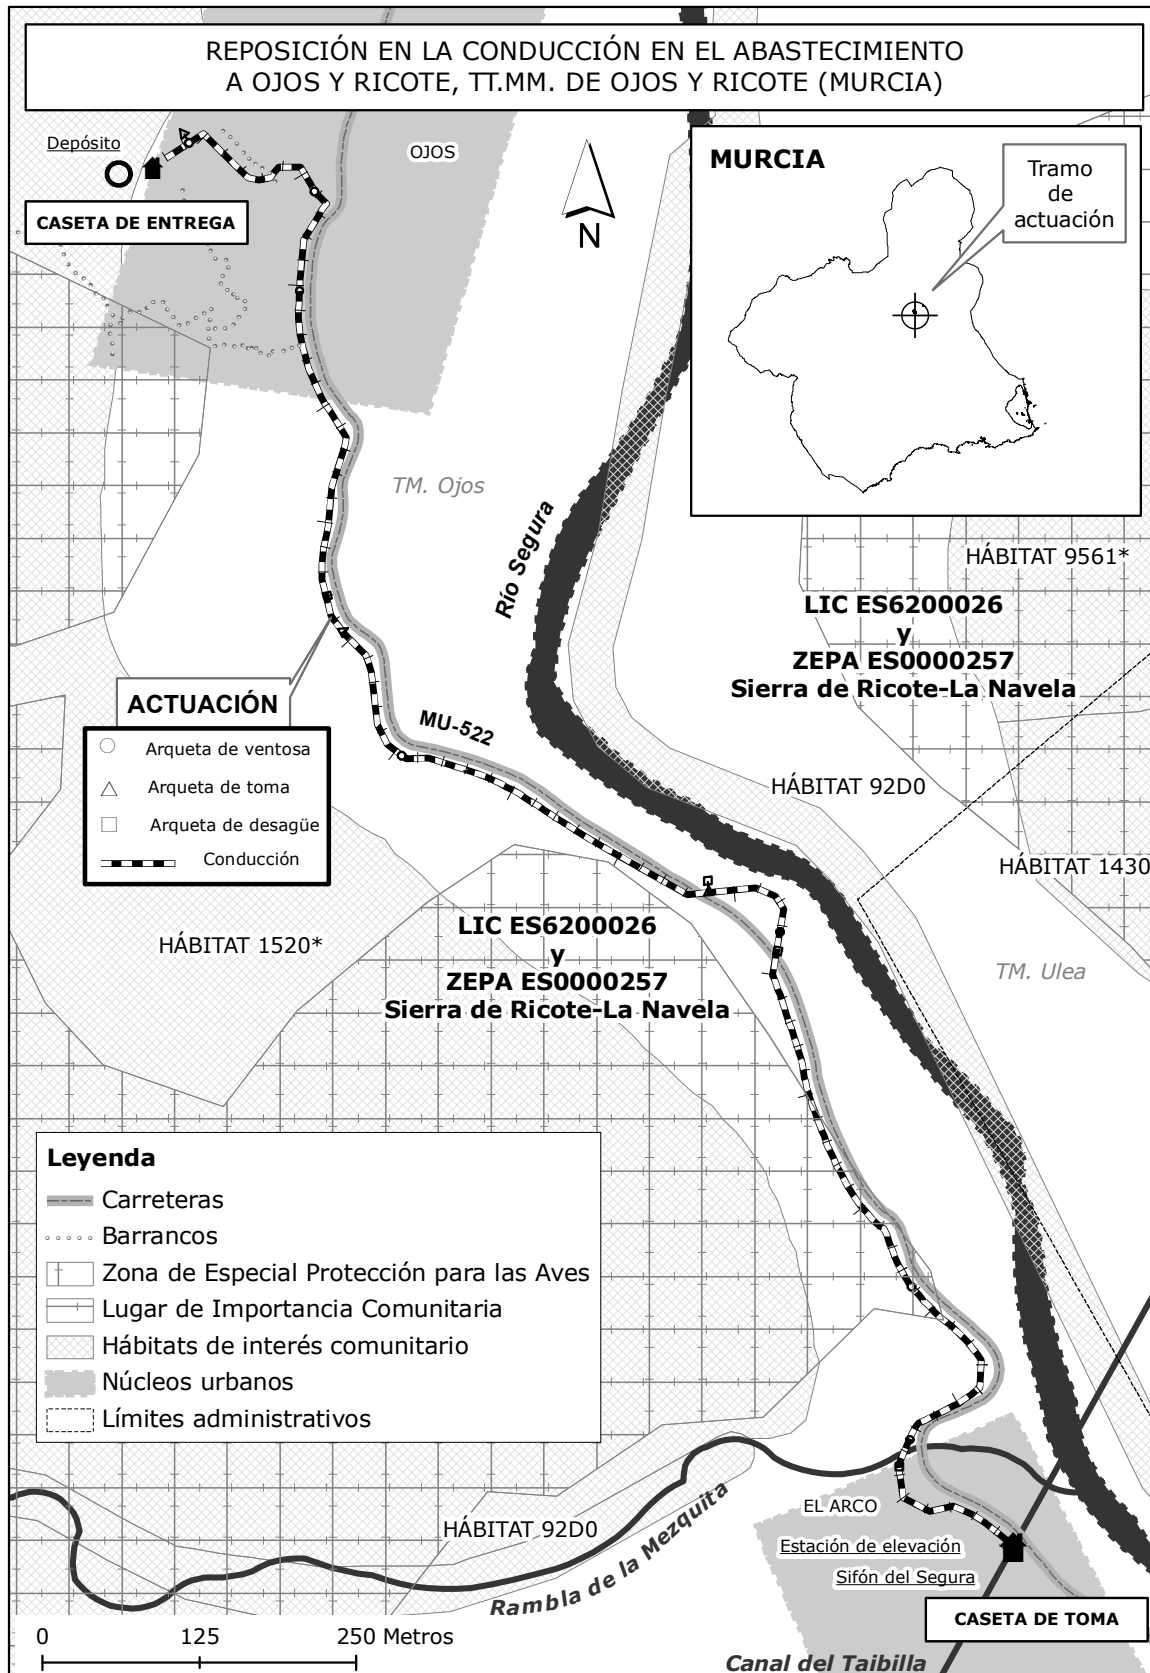 REPOSICIÓN EN LA CONDUCCIÓN EN EL ABASTECIMIENTO
A OJOS Y RICOTE, TT.MM. DE OJOS Y RICOTE (MURCIA)
Depósito
CASETA DE ENTREGA
OJOS
N
MURCIA
Tramo
de
actuación
TM. Ojos
Río Segura
HÁBITAT 9561*
LIC ES6200026
y
ZEPA ES0000257
Sierra de Ricote-La Navela
ACTUACIÓN
Arqueta de ventosa
Arqueta de toma
Arqueta de desagüe
Conducción
MU-522
HÁBITAT 92D0
HÁBITAT 1430
HÁBITAT 1520*
LIC ES6200026
y
ZEPA ES0000257
Sierra de Ricote-La Navela
TM. Ulea
Leyenda
Carreteras
Barrancos
Zona de Especial Protección para las Aves
Lugar de Importancia Comunitaria
Hábitats de interés comunitario
Núcleos urbanos
Límites administrativos
HÁBITAT 92D0
Rambla de la Mezquita
EL ARCO
Estación de elevación
Sifón del Segura
CASETA DE TOMA
Canal del Taibilla
0 125 250 Metros